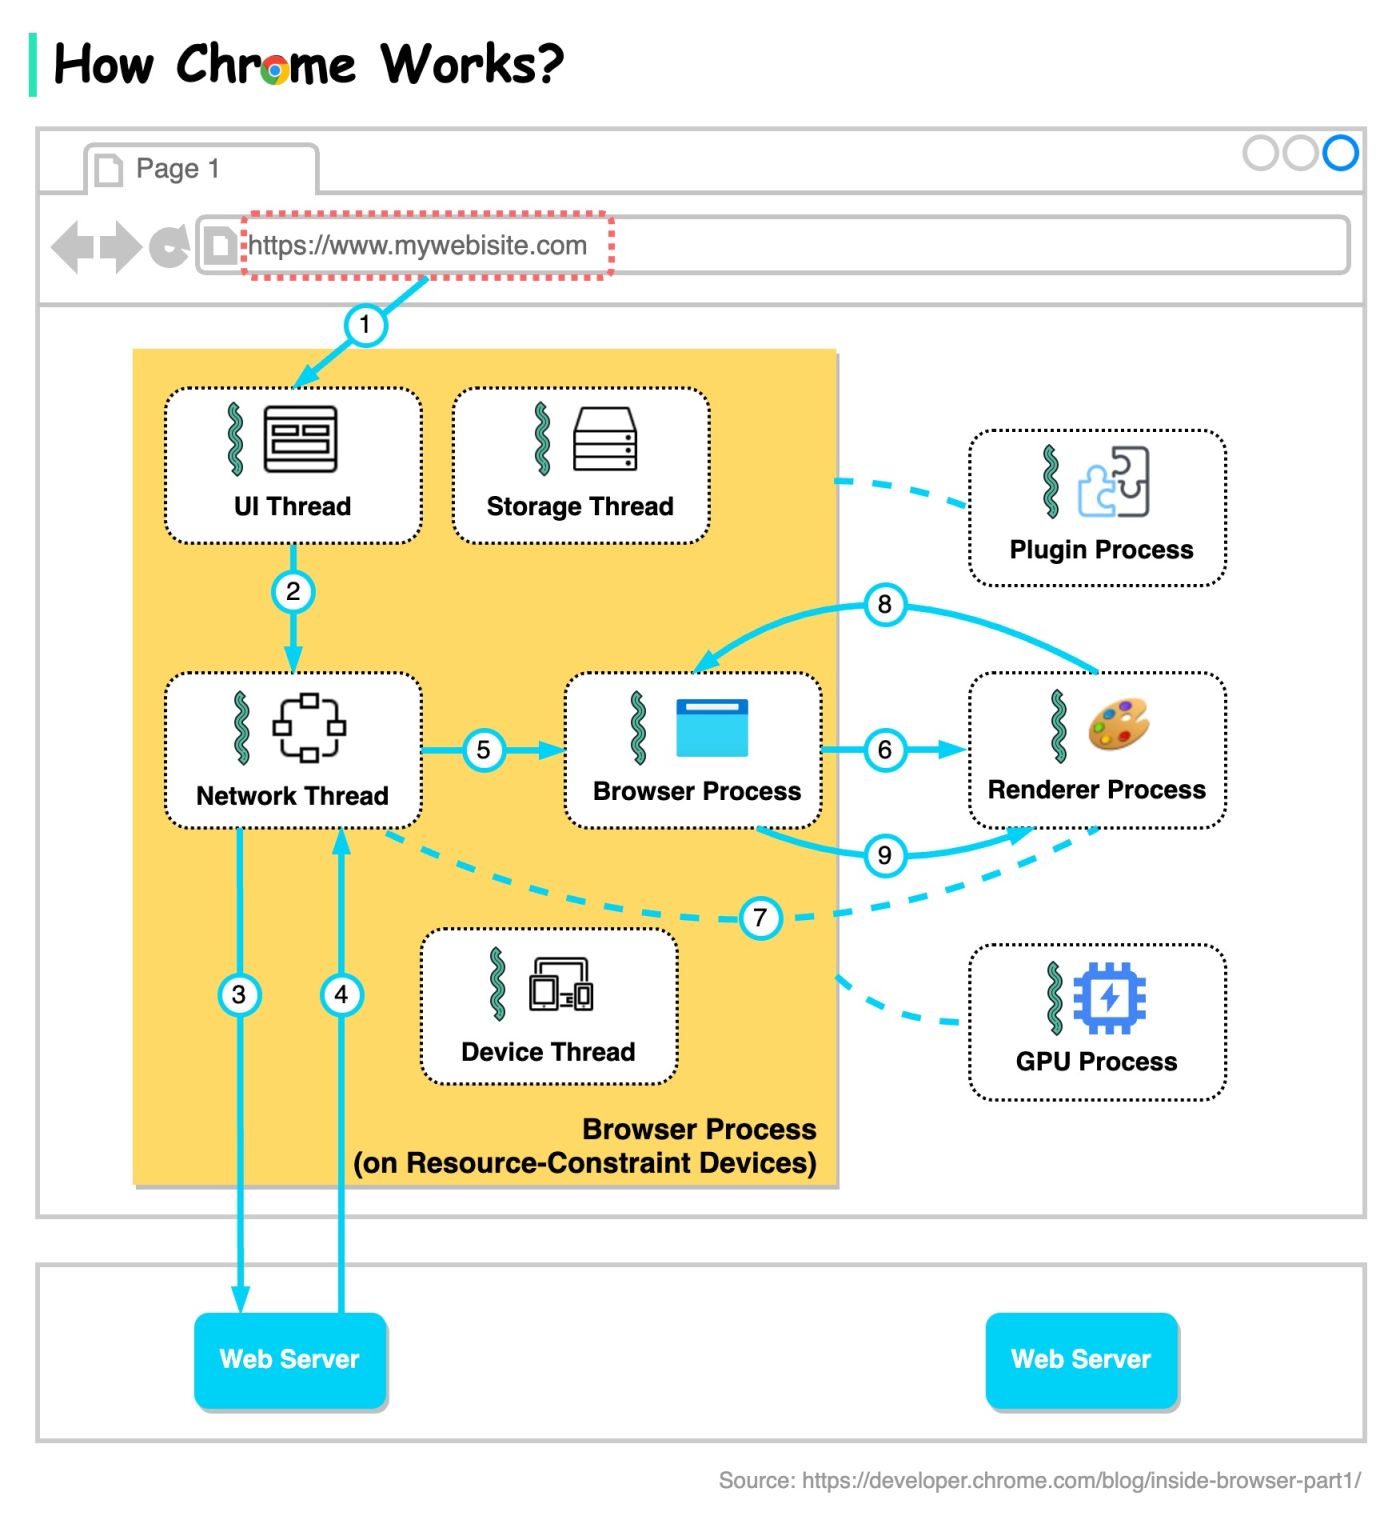 How Chrome Works?
Page 1
https://www.mywebisite.com
1
UI Thread
Storage Thread
Plugin Process
2
8
Network Thread
5
Browser Process
6
Renderer Process
9
7
3
4
Device Thread
GPU Process
Browser Process
(on Resource-Constraint Devices)
Web Server
Web Server
Source: https://developer.chrome.com/blog/inside-browser-part1/